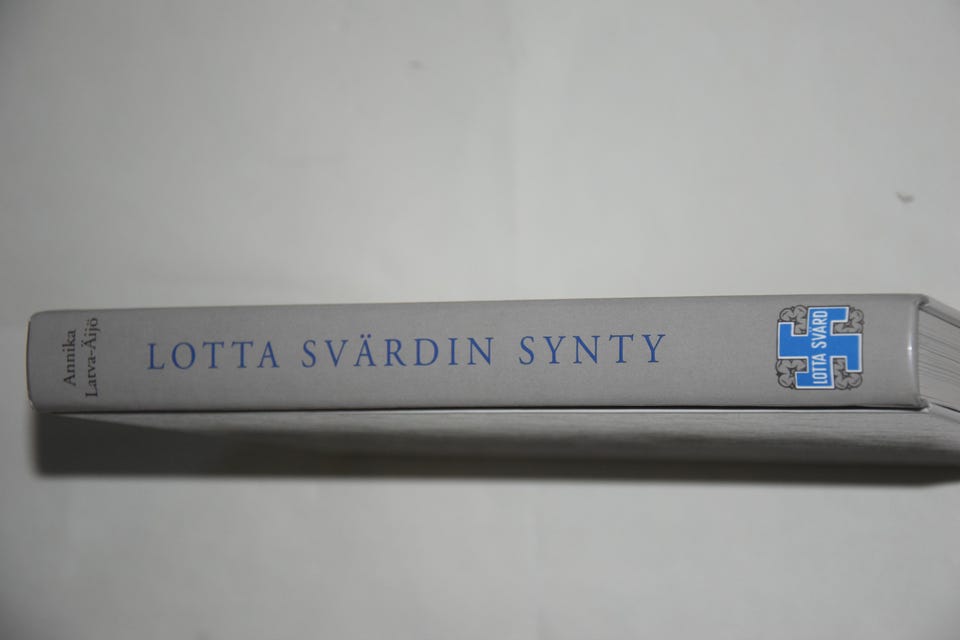 Annika
Latva-Äijö
LOTTA SVÄRDIN SYNTY
LOTTA SVÄRD